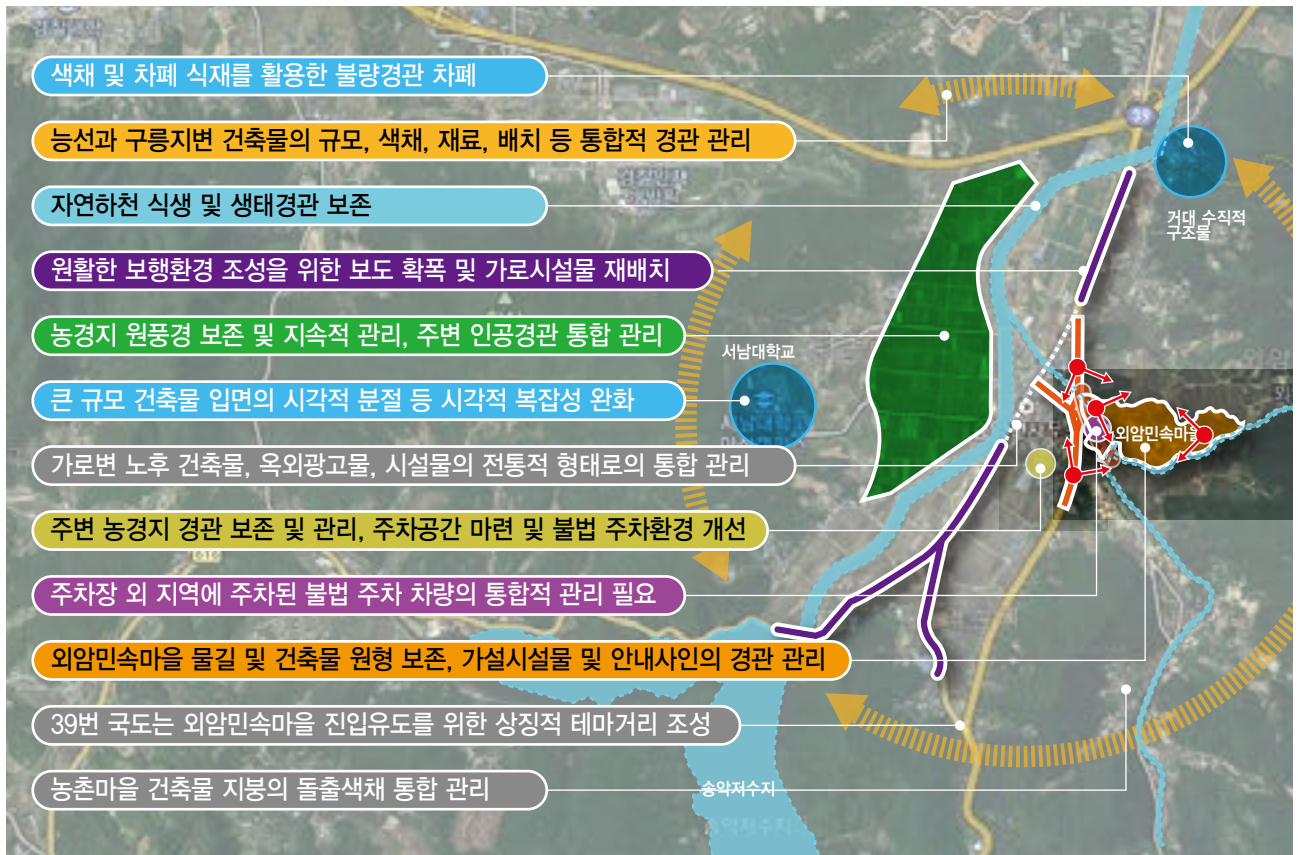 색채 및 차폐 식재를 활용한 불량경관 차폐
능선과 구릉지변 건축물의 규모, 색채, 재료, 배치 등 통합적 경관 관리
39
자연하천 식생 및 생태경관 보존
거대 수직적
구조물
원활한 보행환경 조성을 위한 보도 확폭 및 가로시설물 재배치
농경지 원풍경 보존 및 지속적 관리, 주변 인공경관 통합 관리
서남대학교
큰 규모 건축물 입면의 시각적 분절 등 시각적 복잡성 완화
외암민속마을
가로변 노후 건축물, 옥외광고물, 시설물의 전통적 형태로의 통합 관리
주변 농경지 경관 보존 및 관리, 주차공간 마련 및 불법 주차환경 개선
616
주차장 외 지역에 주차된 불법 주차 차량의 통합적 관리 필요
외암민속마을 물길 및 건축물 원형 보존, 가설시설물 및 안내사인의 경관 관리
39번 국도는 외암민속마을 진입유도를 위한 상징적 테마거리 조성
농촌마을 건축물 지붕의 돌출색채 통합 관리
송악저수지
송악저수지